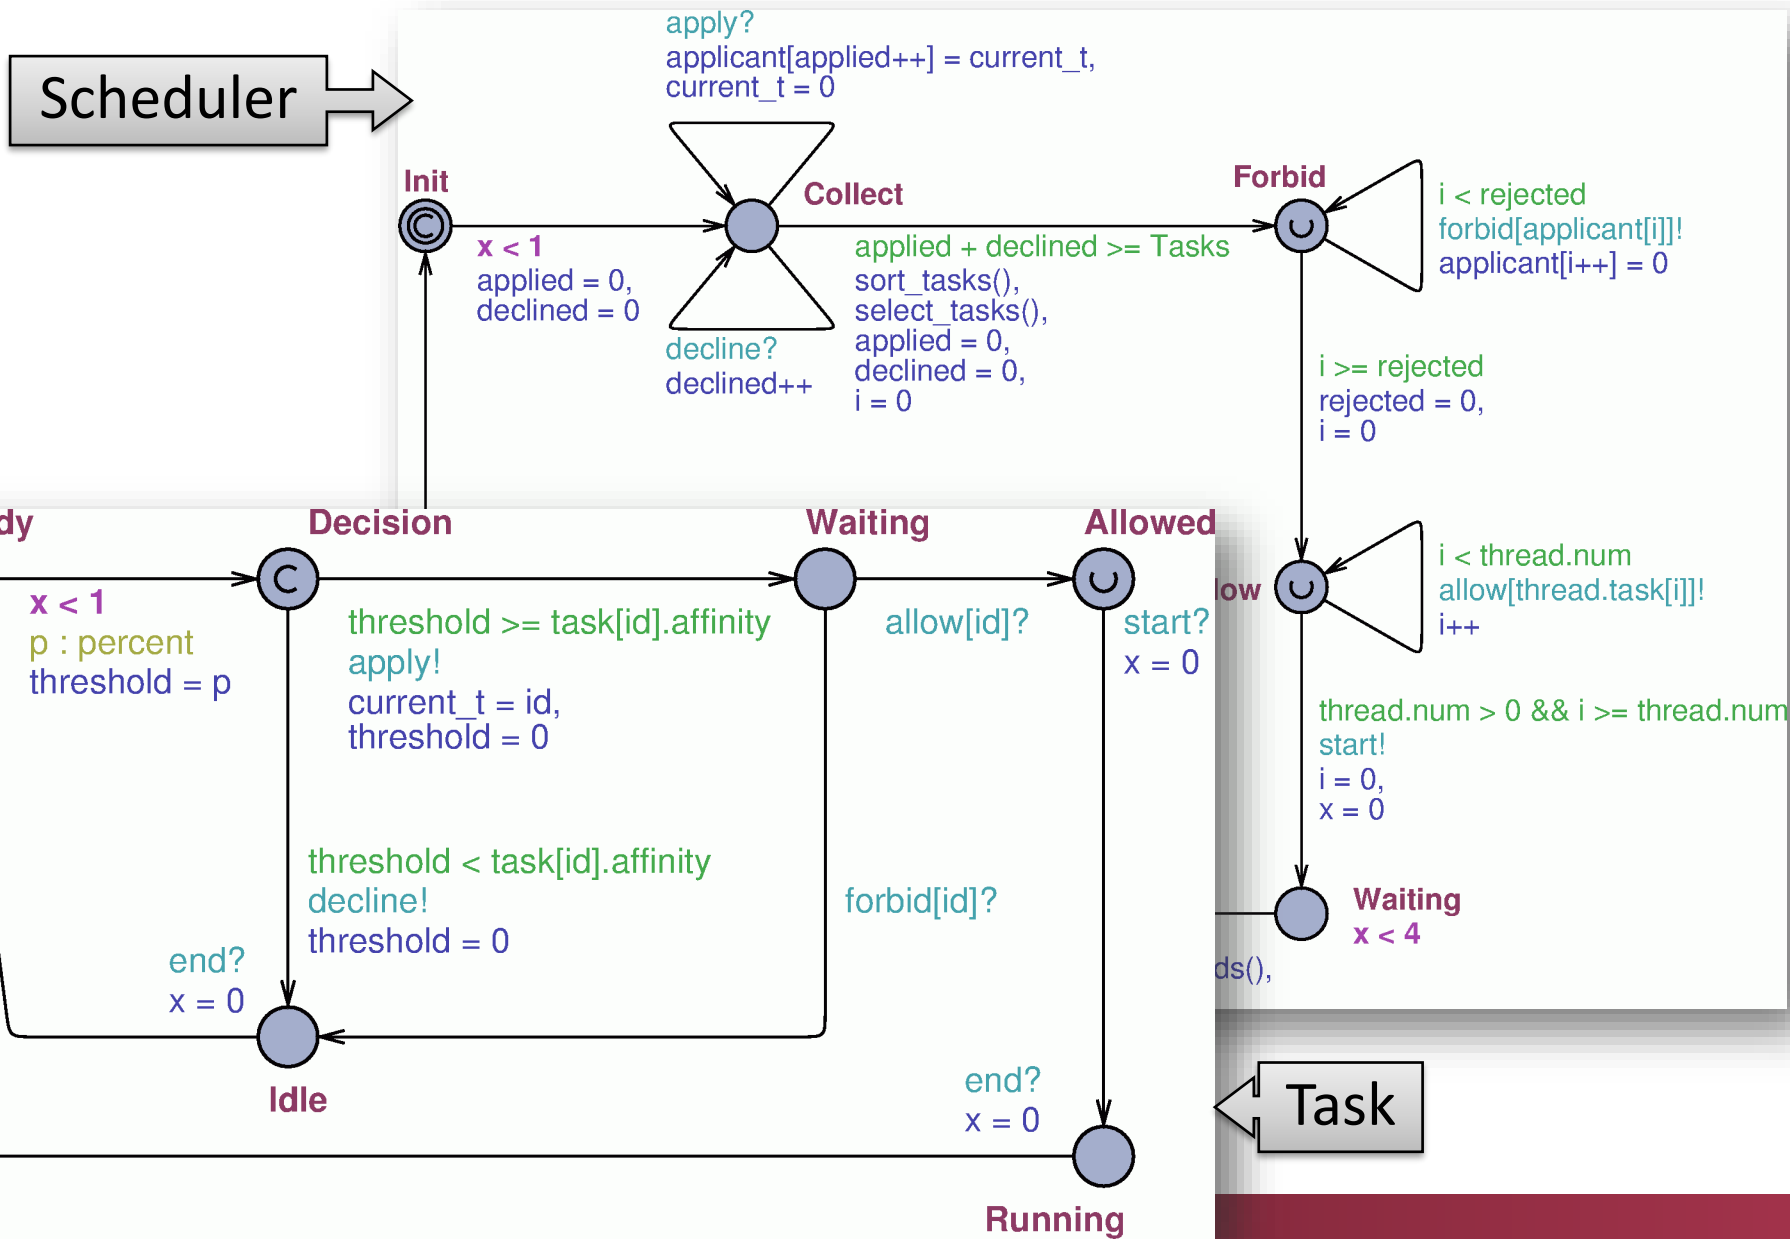 Scheduler
apply?
applicant[applied++] = current_t,
current_t = 0
Init
Collect
Forbid
x < 1
applied = 0,
declined = 0
applied + declined >= Tasks
sort_tasks(),
select_tasks(),
applied = 0,
declined = 0,
i = 0
decline?
declined++
i < rejected
forbid[applicant[i]]!
applicant[i++] = 0
i >= rejected
rejected = 0,
i = 0
i < thread.num
allow[thread.task[i]]!
i++
thread.num > 0 && i >= thread.num
start!
i = 0,
x = 0
Waiting
x < 4
ds(),
dy
Decision
Waiting
Allowed
ow
x < 1
p : percent
threshold = p
threshold >= task[id].affinity
apply!
current_t = id,
threshold = 0
allow[id]?
start?
x = 0
threshold < task[id].affinity
decline!
threshold = 0
forbid[id]?
end?
x = 0
Idle
end?
x = 0
Running
Task